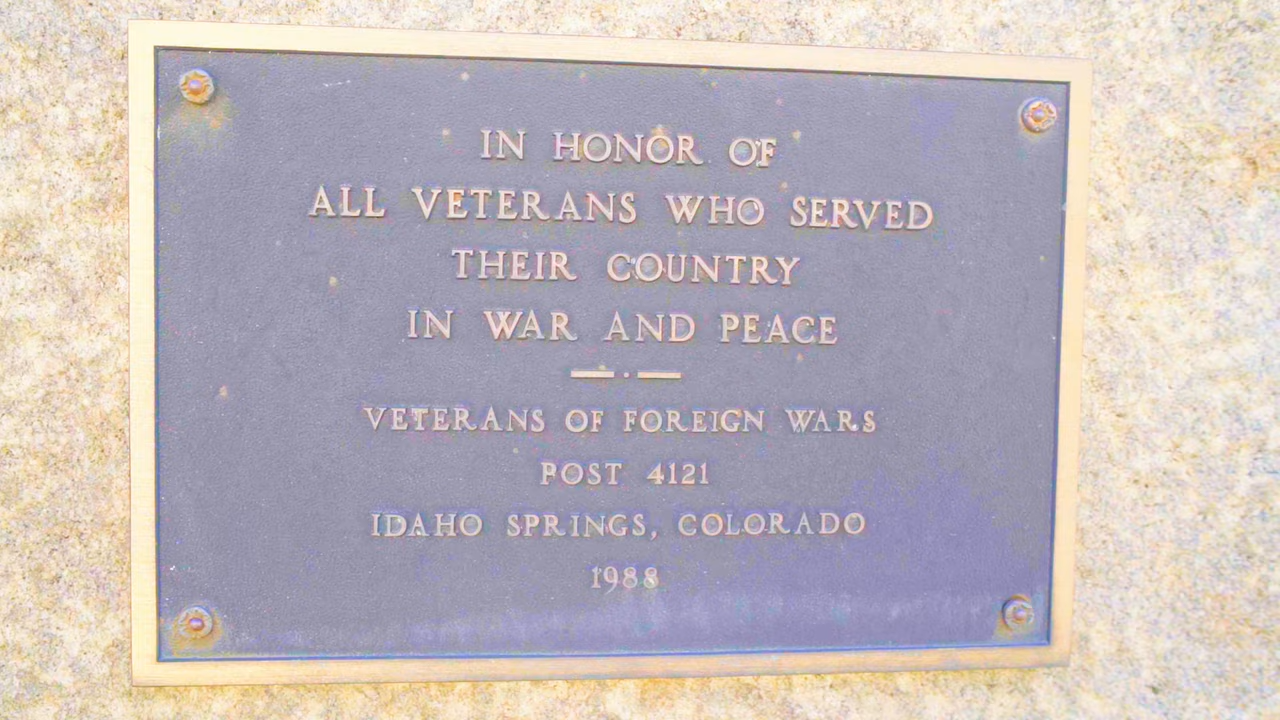 IN HONOR OF
ALL VETERANS WHO SERVED
THEIR COUNTRY
IN WAR AND PEACE
VETERANS OF FOREIGN WARS
POST 4121
IDAHO SPRINGS, COLORADO
1988